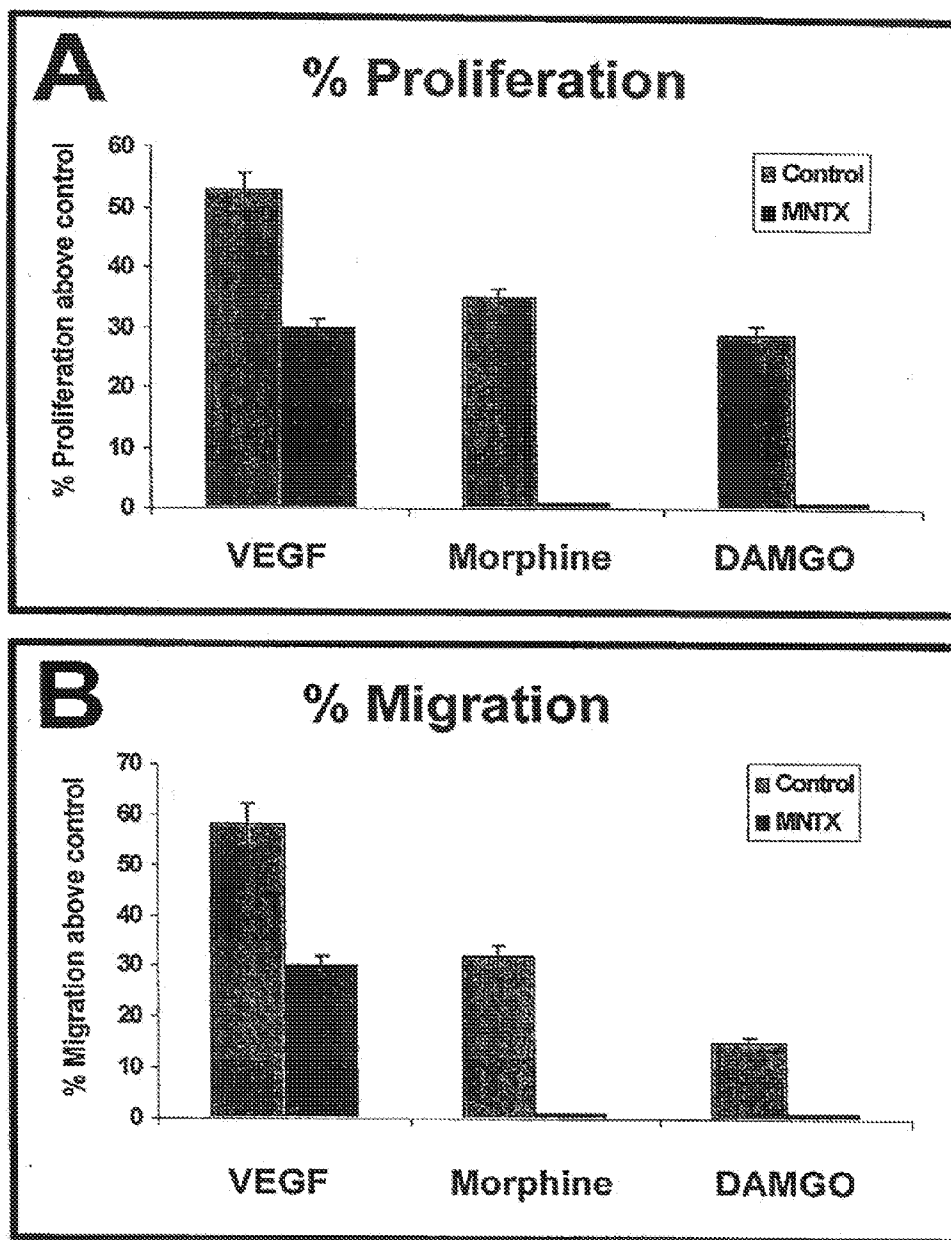 A
% Proliferation
% Proliferation above control
60
50
40
30
20
10
0
Control
MNTX
VEGF Morphine DAMGO
B
% Migration
% Migration above control
70
60
50
40
30
20
10
0
Control
MNTX
VEGF Morphine DAMGO